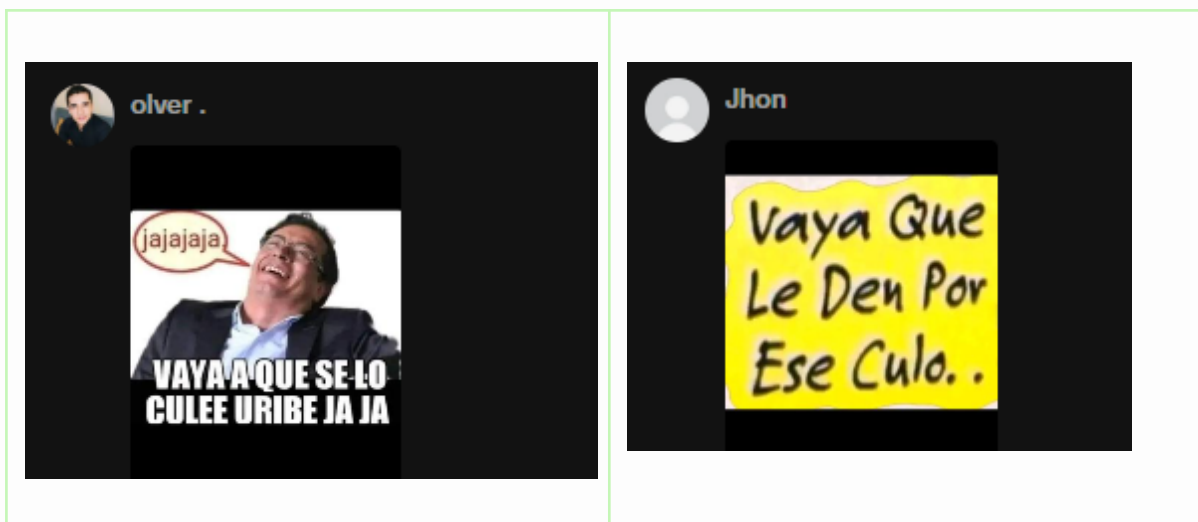 olver .
jajajaja
VAYA A QUE SE LO
CULEE URIBE JA JA
Jhon
Vaya Que
Le Den Por
Ese Culo. .